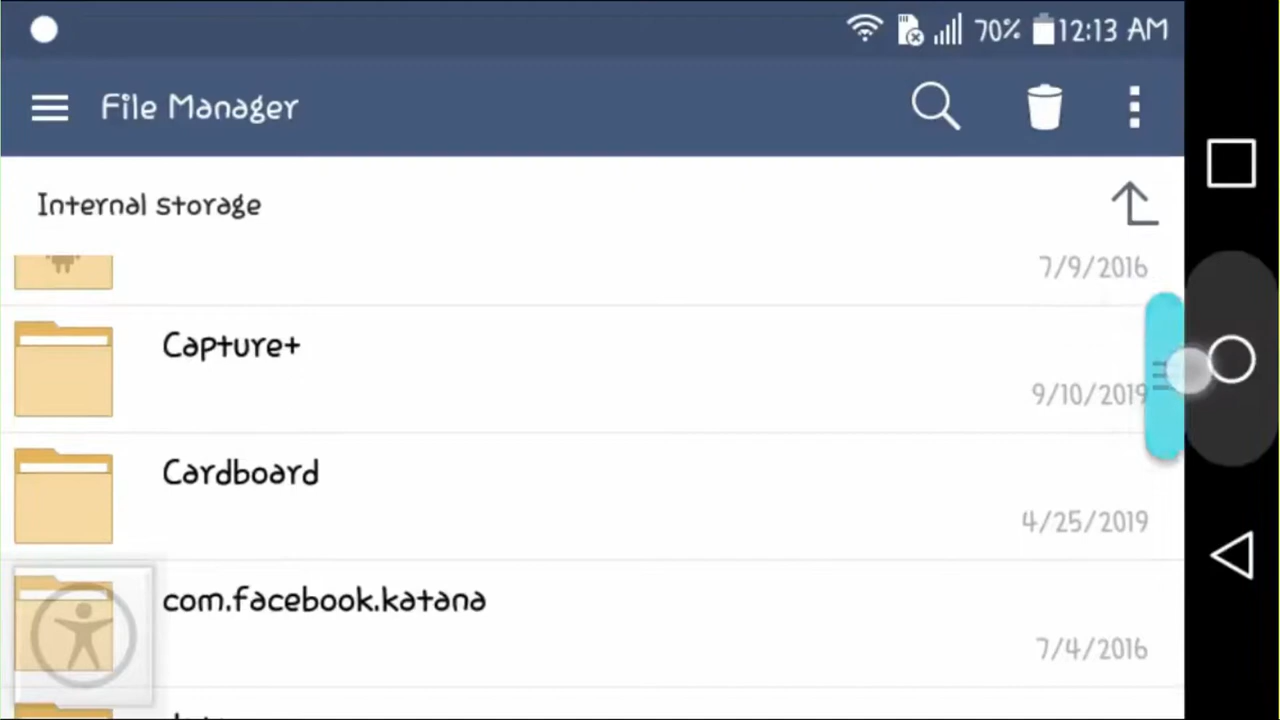 70% 12:13 AM
File Manager
Internal storage
7/9/2016
Capture+
9/10/2019
Cardboard
4/25/2019
com.facebook.katana
7/4/2016